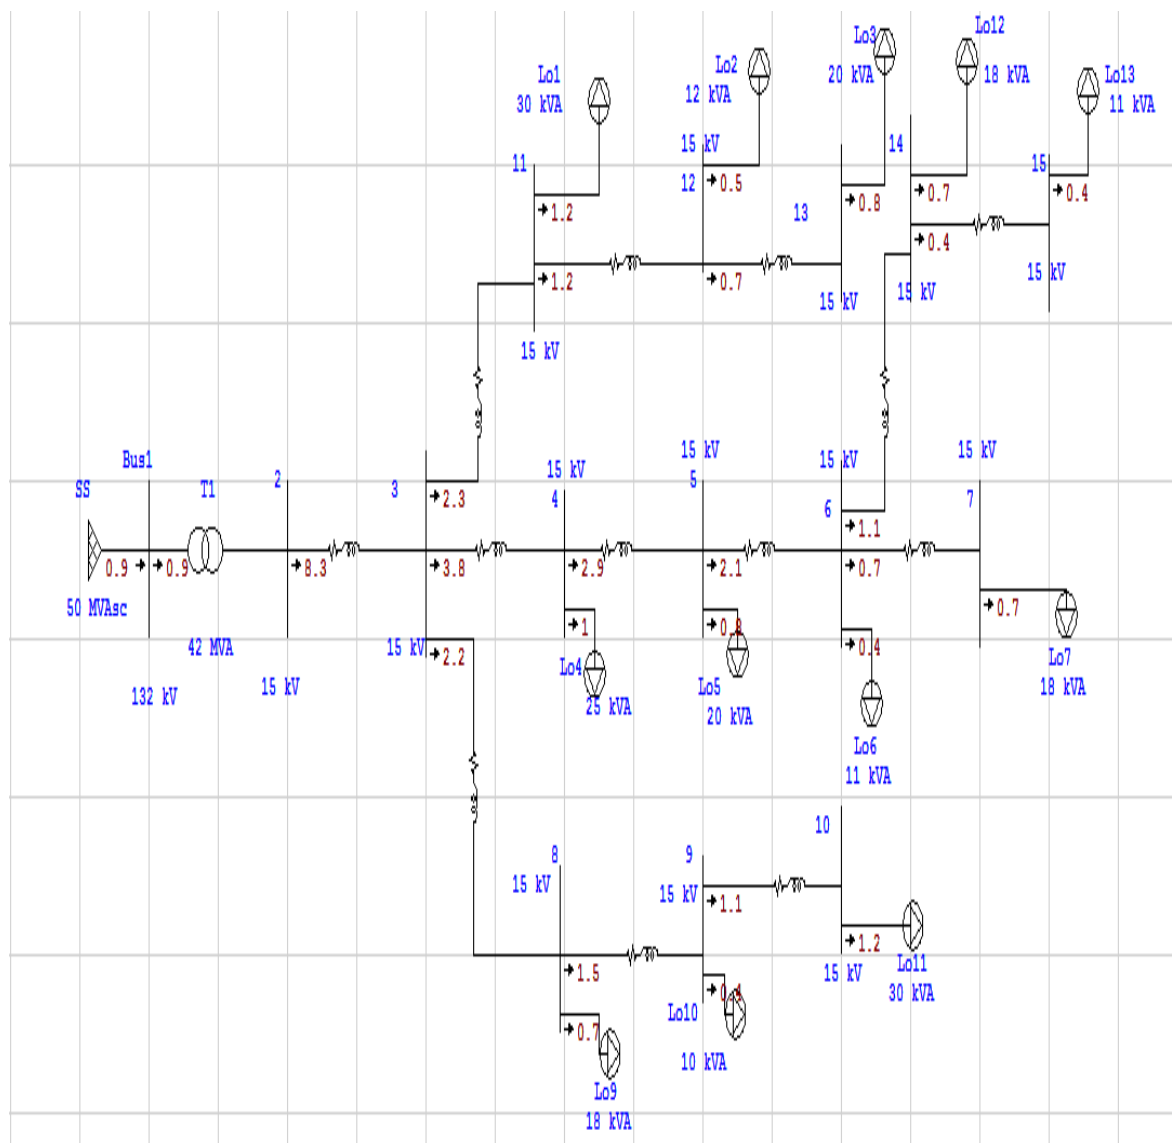 Lo1
30 kVA
Lo2
12 kVA
Lo3
20 kVA
Lo12
18 kVA
Lo13
11 kVA
11
1.2
1.2
15 kV
15 kV
12
0.5
0.7
13
0.8
15 kV
14
0.7
0.4
15 kV
15
0.4
15 kV
SS
0.9
50 MVAsc
Bus1
0.9
132 kV
T1
42 MVA
2
8.3
15 kV
3
2.3
3.8
15 kV
2.2
15 kV
4
2.9
1
Lo4
25 kVA
15 kV
5
2.1
Lo5
20 kVA
15 kV
6
1.1
0.7
0.4
Lo6
11 kVA
15 kV
7
0.7
Lo7
18 kVA
8
15 kV
1.5
0.7
Lo9
18 kVA
9
15 kV
1.1
Lo10
10 kVA
10
1.2
15 kV
Lo11
30 kVA